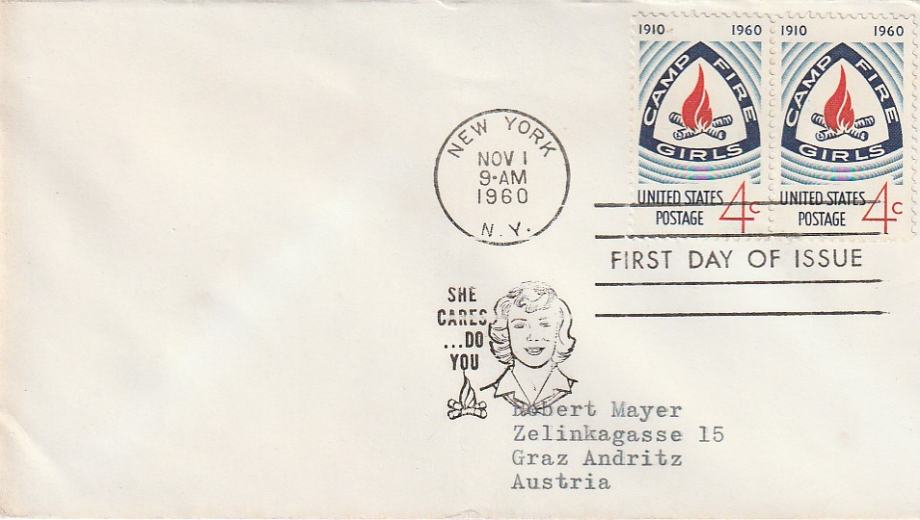 1910 1960
CAMP FIRE
GIRLS
UNITED STATES
POSTAGE
4c
1910 1960
CAMP FIRE
GIRLS
UNITED STATES
POSTAGE
4c
NEW YORK
NOV 1
9-AM
1960
N.Y.
FIRST DAY OF ISSUE
SHE
CARES
...DO
YOU
Robert Mayer
Zelinkagasse 15
Graz Andritz
Austria